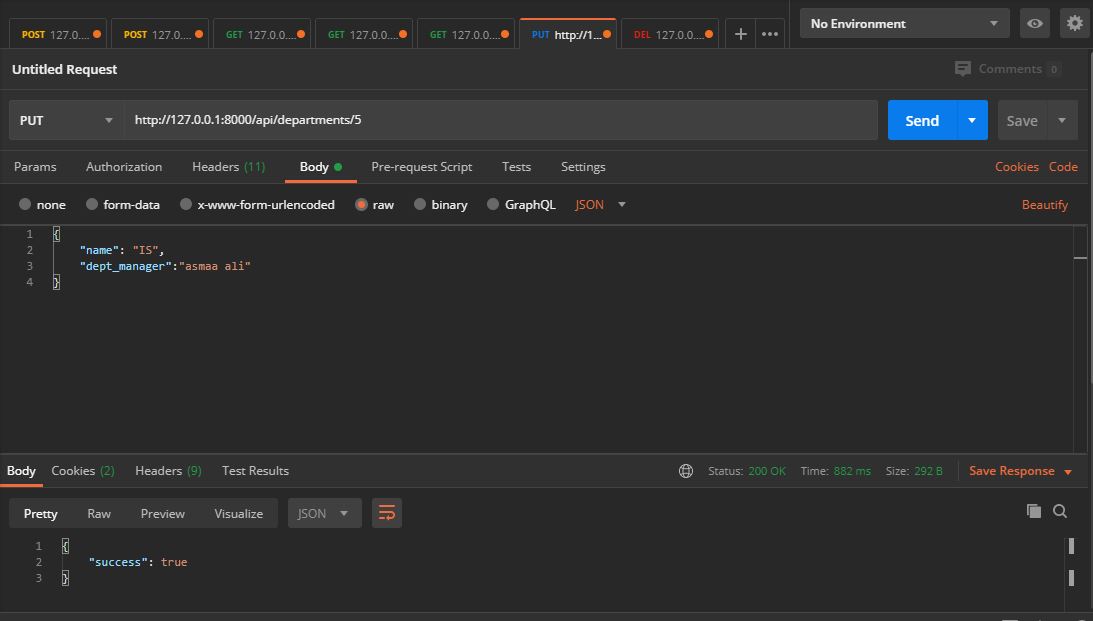 POST 127.0.... POST 127.0.... GET 127.0.... GET 127.0.... GET 127.0.... PUT http://1... DEL 127.0.0.... + ••• No Environment
Untitled Request Comments 0
PUT http://127.0.0.1:8000/api/departments/5 Send Save
Params Authorization Headers (11) Body Pre-request Script Tests Settings Cookies Code
none form-data x-www-form-urlencoded raw binary GraphQL JSON Beautify
1 {
2 "name": "IS",
3 "dept_manager":"asmaa ali"
4 }
Body Cookies (2) Headers (9) Test Results Status: 200 OK Time: 882 ms Size: 292 B Save Response
Pretty Raw Preview Visualize JSON
1 {
2 "success": true
3 }